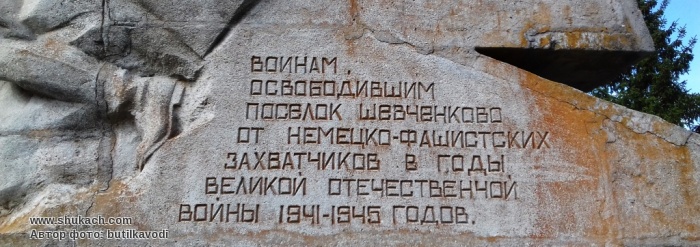 ВОИНАМ,
ОСВОБОДИВШИМ
ПОСЕЛОК ШЕВЧЕНКОВО
ОТ НЕМЕЦКО-ФАШИСТСКИХ
ЗАХВАТЧИКОВ В ГОДЫ
ВЕЛИКОЙ ОТЕЧЕСТВЕННОЙ
ВОЙНЫ 1941-1945 ГОДОВ.
www.shukach.com
Автор фото: butilkavodi